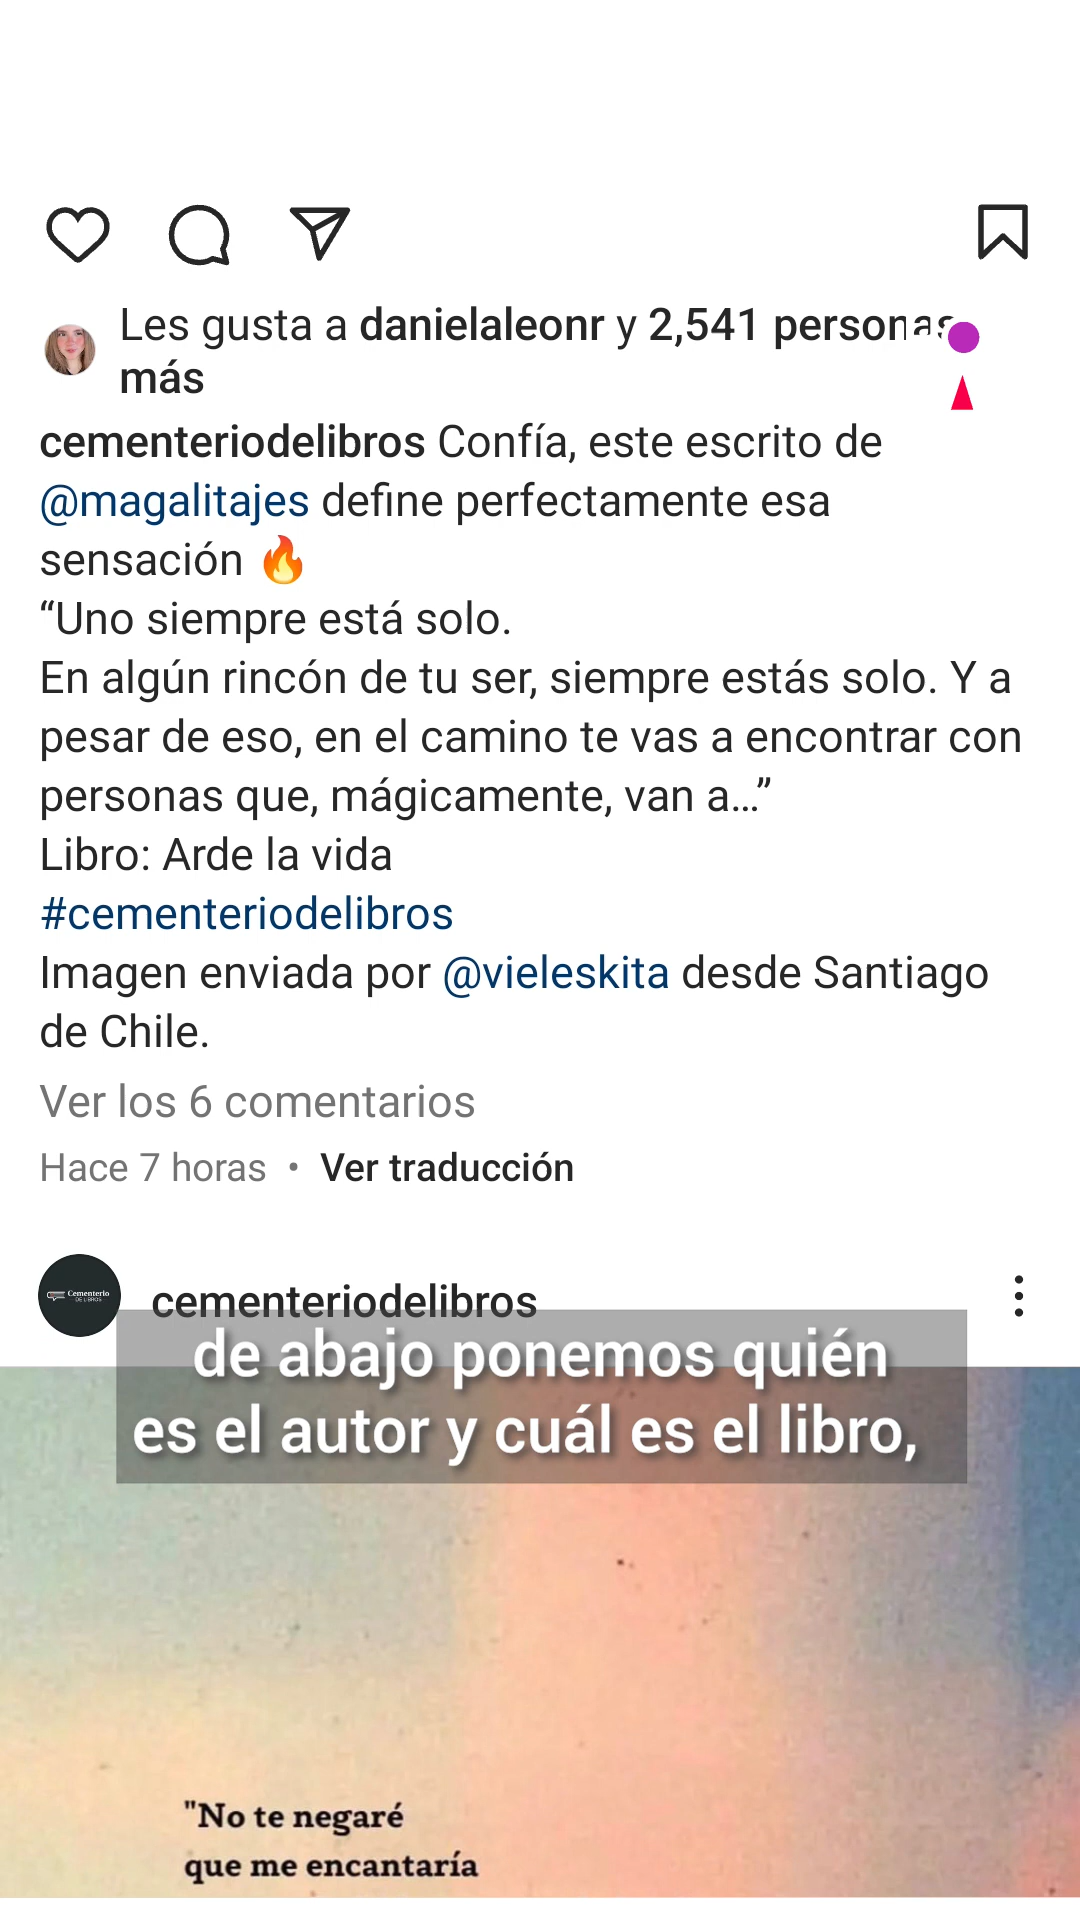 Les gusta a danielaleonr y 2,541 personas
más
cementeriodelibros Confía, este escrito de
@magalitajes define perfectamente esa
sensación 🔥
“Uno siempre está solo.
En algún rincón de tu ser, siempre estás solo. Y a
pesar de eso, en el camino te vas a encontrar con
personas que, mágicamente, van a...”
Libro: Arde la vida
#cementeriodelibros
Imagen enviada por @vieleskita desde Santiago
de Chile.
Ver los 6 comentarios
Hace 7 horas • Ver traducción
Cementerio
DE LIBROS
cementeriodelibros
de abajo ponemos quién
es el autor y cuál es el libro,
"No te negaré
que me encantaría